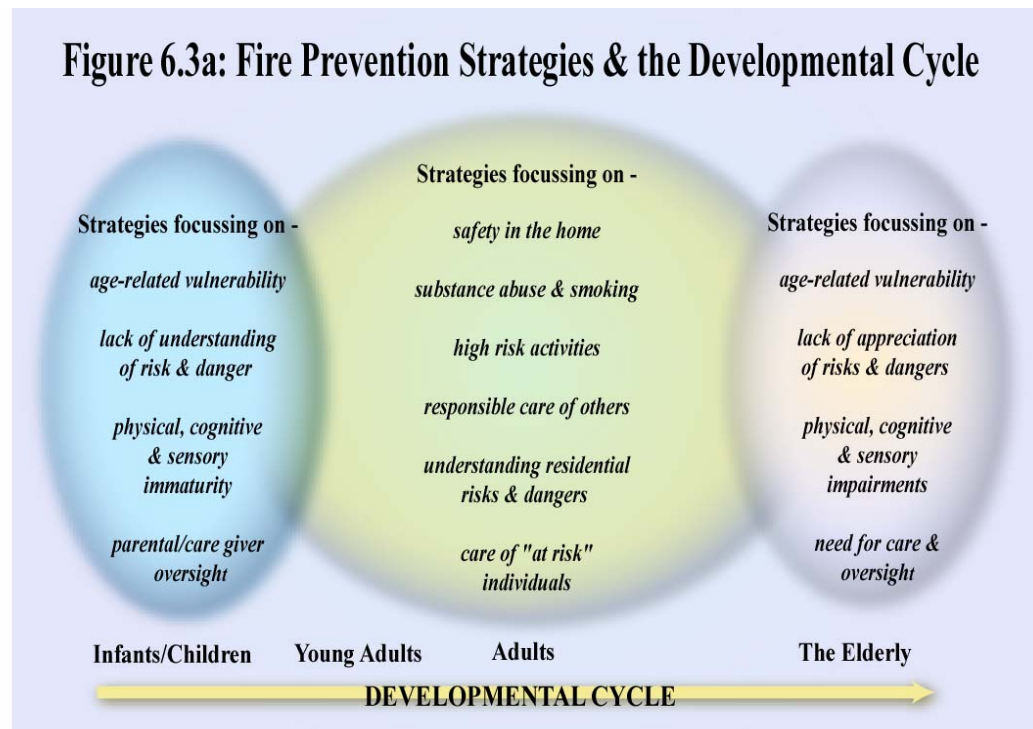 Figure 6.3a: Fire Prevention Strategies & the Developmental Cycle
Strategies focussing on -
age-related vulnerability
lack of understanding
of risk & danger
physical, cognitive
& sensory
immaturity
parental/care giver
oversight
Strategies focussing on -
safety in the home
substance abuse & smoking
high risk activities
responsible care of others
understanding residential
risks & dangers
care of "at risk"
individuals
Strategies focussing on -
age-related vulnerability
lack of appreciation
of risks & dangers
physical, cognitive
& sensory
impairments
need for care &
oversight
Infants/Children
Young Adults
Adults
The Elderly
DEVELOPMENTAL CYCLE